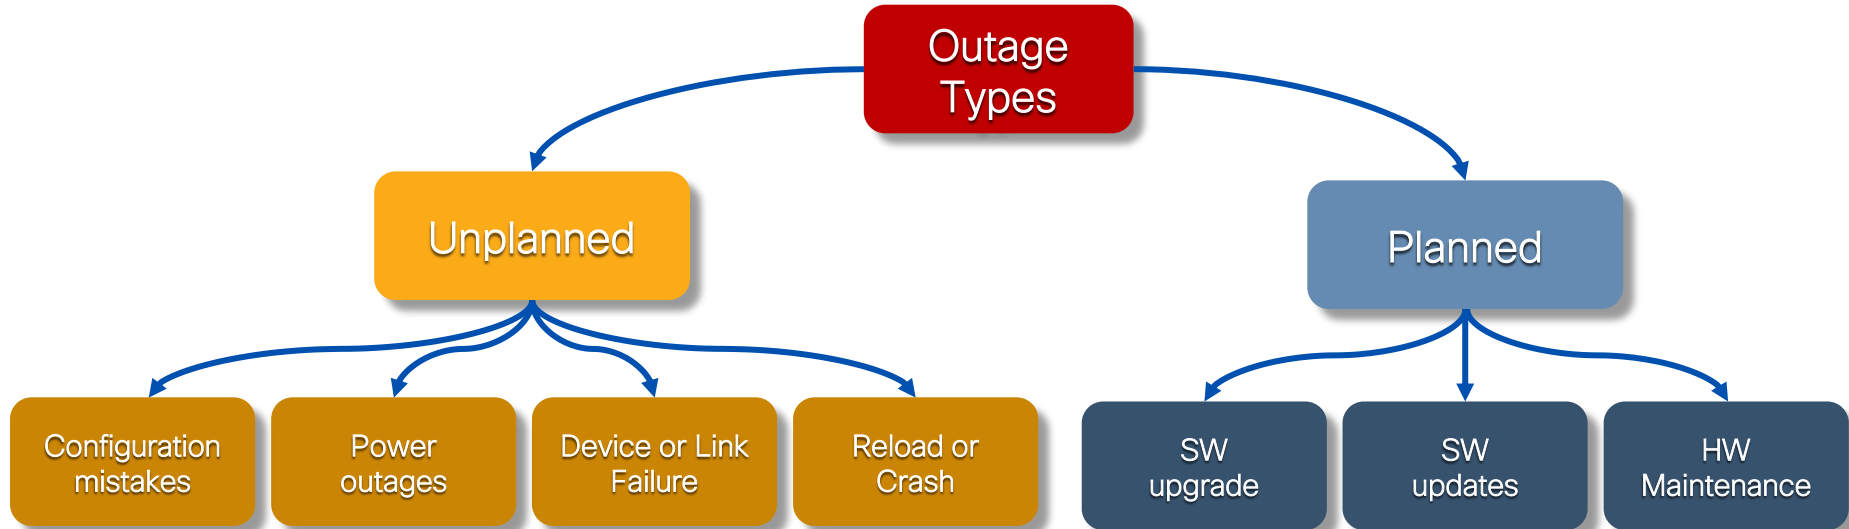 Outage
Types
Unplanned
Planned
Configuration
mistakes
Power
outages
Device or Link
Failure
Reload or
Crash
SW
upgrade
SW
updates
HW
Maintenance